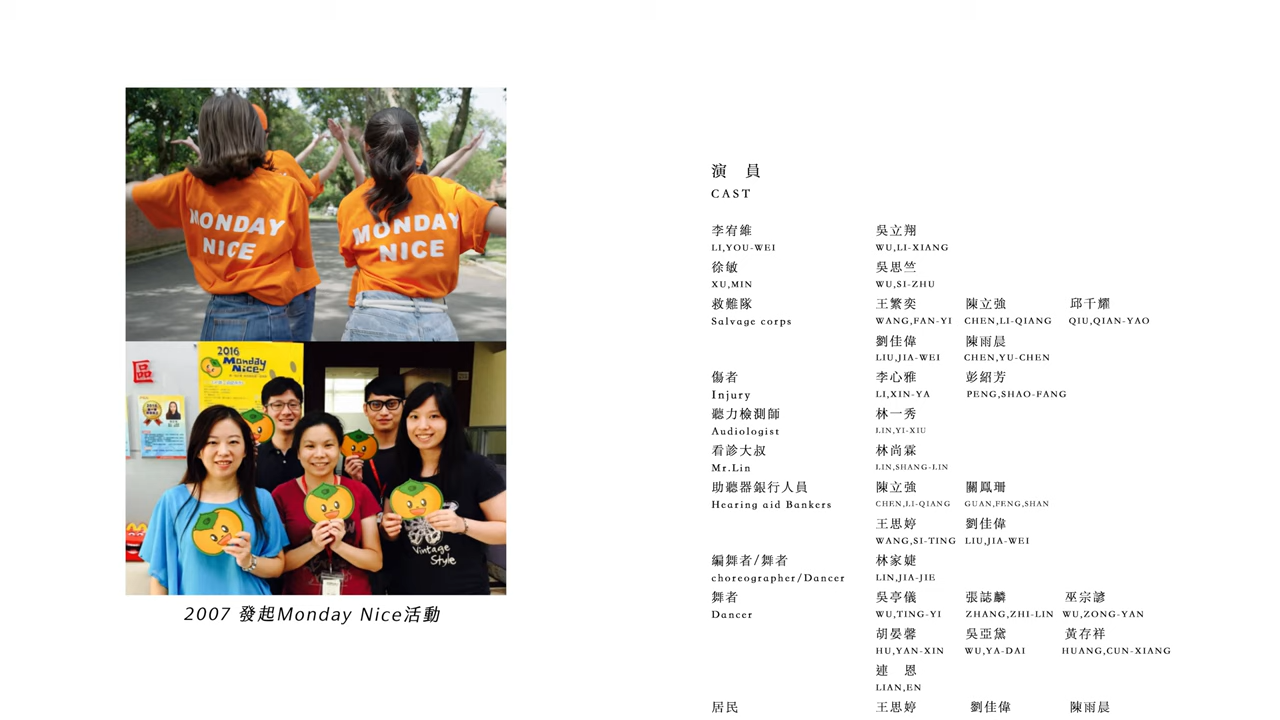 MONDAY
NICE
MONDAY
NICE
區
2016
Monday
Nice
Vintage
Style
2007 發起Monday Nice活動
演 員
CAST
李宥維 吳立翔
LI,YOU-WEI WU,LI-XIANG
徐敏 吳思竺
XU,MIN WU,SI-ZHU
救難隊 王繁奕 陳立強 邱千耀
Salvage corps WANG,FAN-YI CHEN,LI-QIANG QIU,QIAN-YAO
劉佳偉 陳雨晨
LIU,JIA-WEI CHEN,YU-CHEN
傷者 李心雅 彭紹芳
Injury LI,XIN-YA PENG,SHAO-FANG
聽力檢測師 林一秀
Audiologist LIN,YI-XIU
看診大叔 林尚霖
Mr.Lin LIN,SHANG-LIN
助聽器銀行人員 陳立強 關鳳珊
Hearing aid Bankers CHEN,LI-QIANG GUAN,FENG,SHAN
王思婷 劉佳偉
WANG,SI-TING LIU,JIA-WEI
編舞者/舞者 林家婕
choreographer/Dancer LIN,JIA-JIE
舞者 吳亭儀 張誌麟 巫宗諺
Dancer WU,TING-YI ZHANG,ZHI-LIN WU,ZONG-YAN
胡晏馨 吳亞黛 黃存祥
HU,YAN-XIN WU,YA-DAI HUANG,CUN-XIANG
連 恩
LIAN,EN
居民 王思婷 劉佳偉 陳雨晨